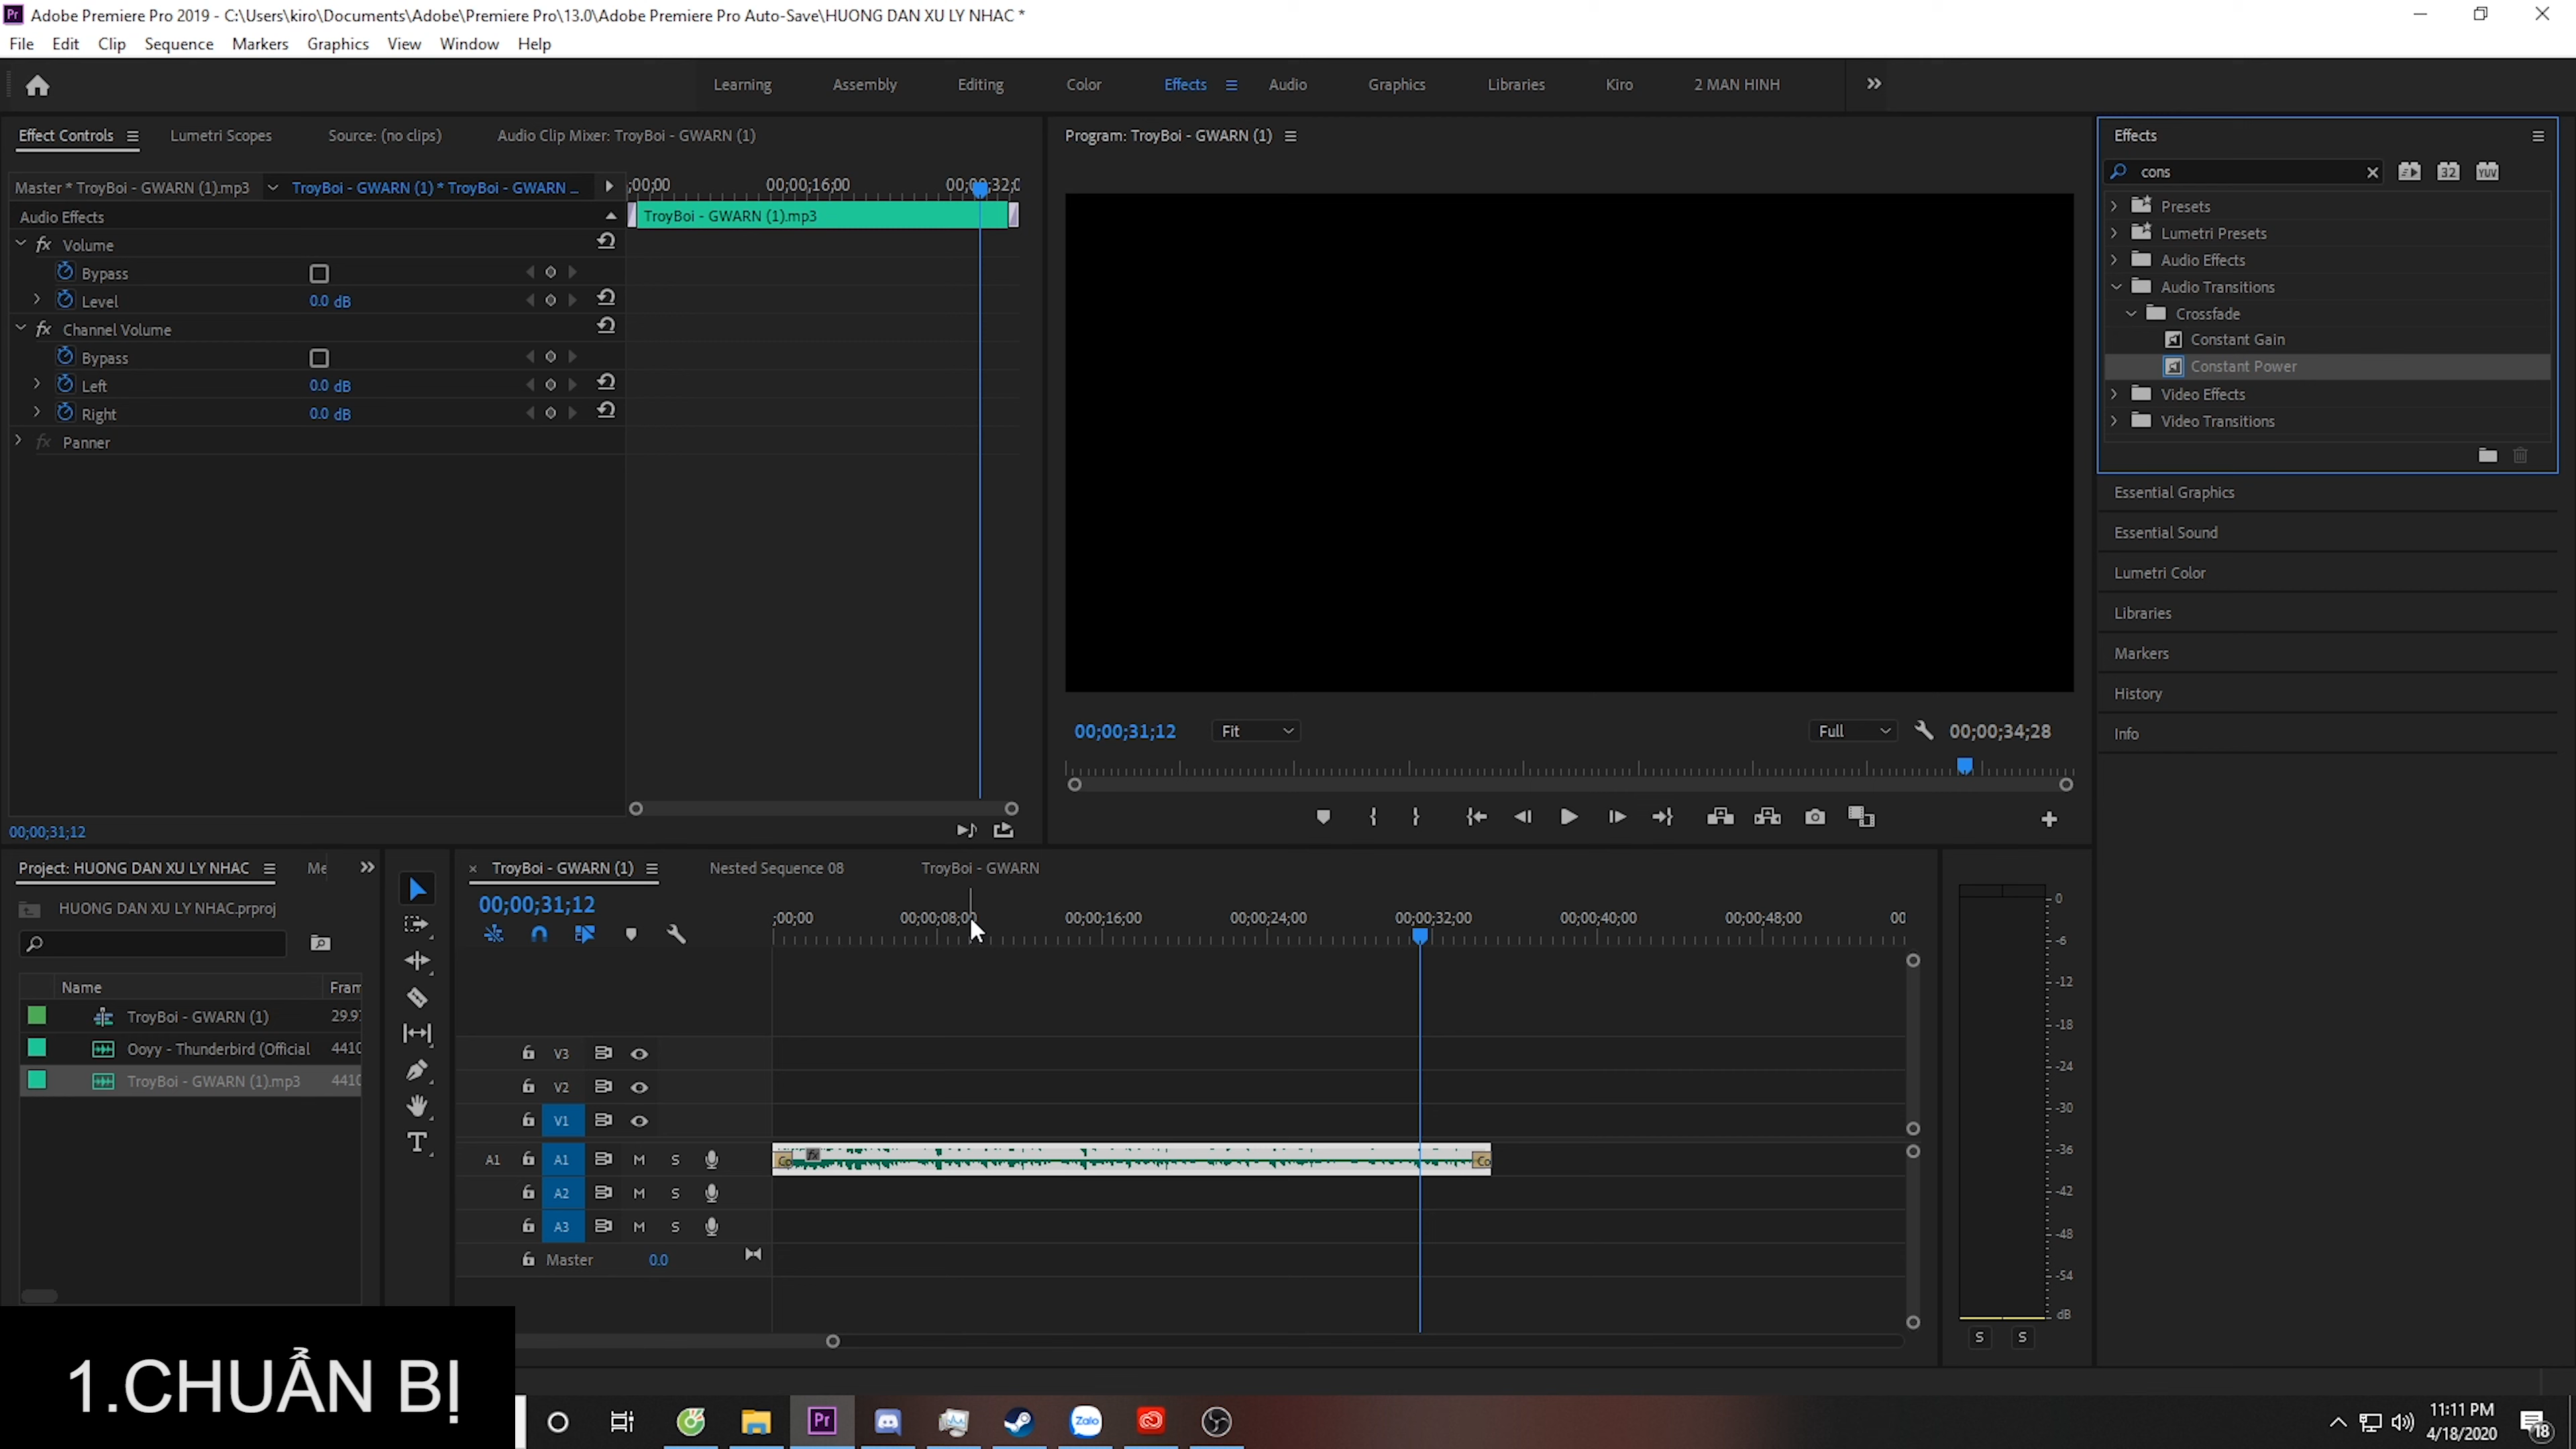 Adobe Premiere Pro 2019 - C:\Users\kiro\Documents\Adobe\Premiere Pro\13.0\Adobe Premiere Pro Auto-Save\HUONG DAN XU LY NHAC *
File Edit Clip Sequence Markers Graphics View Window Help
Learning Assembly Editing Color Effects Audio Graphics Libraries Kiro 2 MAN HINH
Effect Controls Lumetri Scopes Source: (no clips) Audio Clip Mixer: TroyBoi - GWARN (1)
Master * TroyBoi - GWARN (1).mp3 TroyBoi - GWARN (1) * TroyBoi - GWARN ...
;00;00 00;00;16;00 00;00;32;0
Audio Effects
TroyBoi - GWARN (1).mp3
fx Volume
Bypass
Level 0.0 dB
fx Channel Volume
Bypass
Left 0.0 dB
Right 0.0 dB
fx Panner
00;00;31;12
Program: TroyBoi - GWARN (1)
00;00;31;12 Fit Full 00;00;34;28
Effects
cons
32 YUV
Presets
Lumetri Presets
Audio Effects
Audio Transitions
Crossfade
Constant Gain
Constant Power
Video Effects
Video Transitions
Essential Graphics
Essential Sound
Lumetri Color
Libraries
Markers
History
Info
Project: HUONG DAN XU LY NHAC Me
HUONG DAN XU LY NHAC.prproj
Name Fram
TroyBoi - GWARN (1) 29.97
Ooyy - Thunderbird (Official 4410
TroyBoi - GWARN (1).mp3 4410
× TroyBoi - GWARN (1) Nested Sequence 08 TroyBoi - GWARN
00;00;31;12
;00;00 00;00;08;00 00;00;16;00 00;00;24;00 00;00;32;00 00;00;40;00 00;00;48;00 00
V3
V2
V1
A1 A1 M S
Co fx Co
A2 M S
A3 M S
Master 0.0
0
-6
-12
-18
-24
-30
-36
-42
-48
-54
dB
S S
1.CHUẨN BỊ
Pr Zalo
11:11 PM
4/18/2020
18